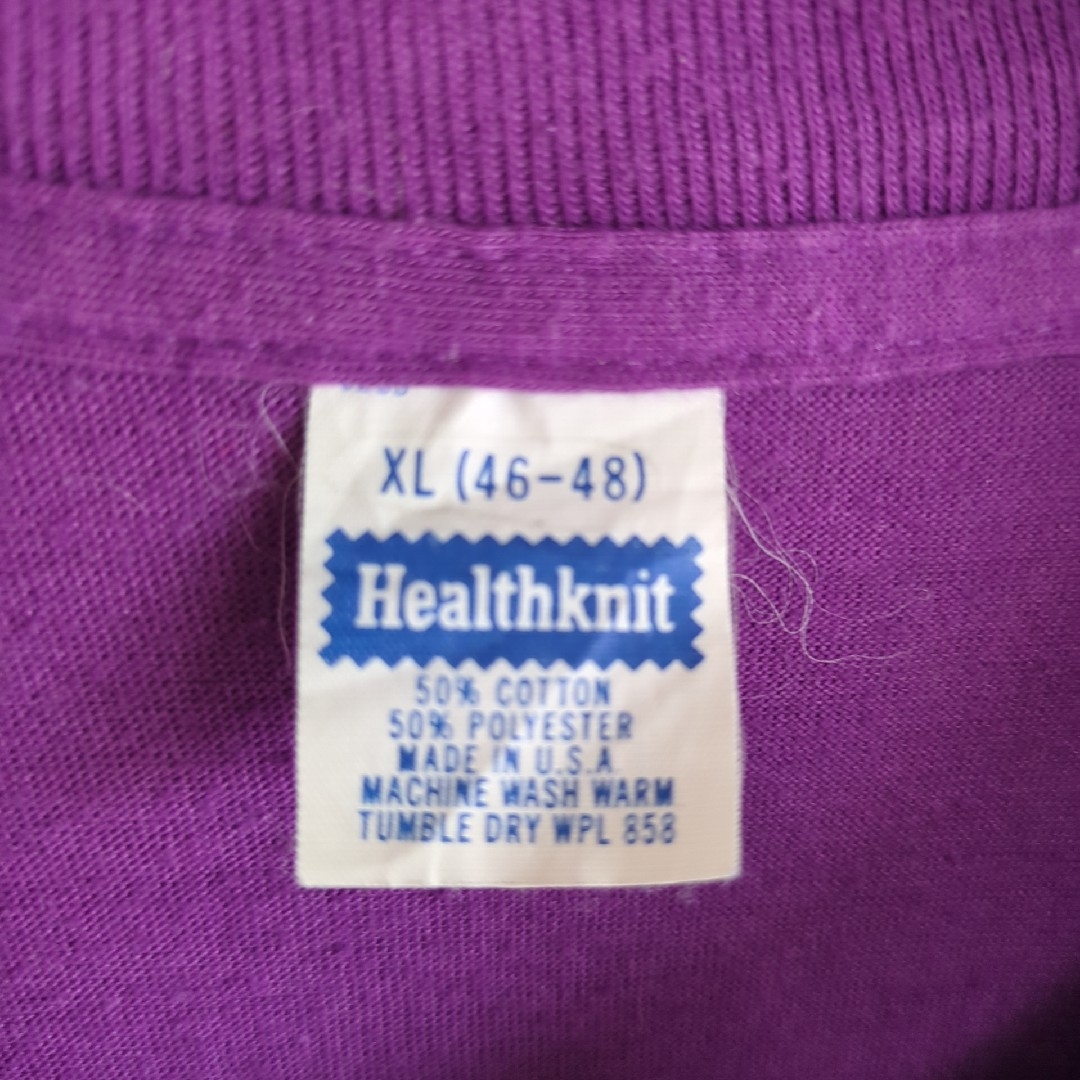 XL (46-48)
Healthknit
50% COTTON
50% POLYESTER
MADE IN U.S.A
MACHINE WASH WARM
TUMBLE DRY WPL 858